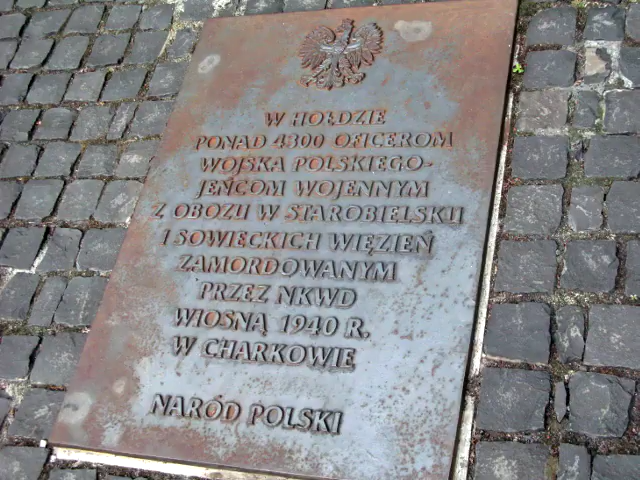 W HOŁDZIE
PONAD 4300 OFICEROM
WOJSKA POLSKIEGO-
JEŃCOM WOJENNYM
Z OBOZU W STAROBIELSKU
I SOWIECKICH WIĘZIEŃ
ZAMORDOWANYM
PRZEZ NKWD
WIOSNĄ 1940 R.
W CHARKOWIE
NARÓD POLSKI